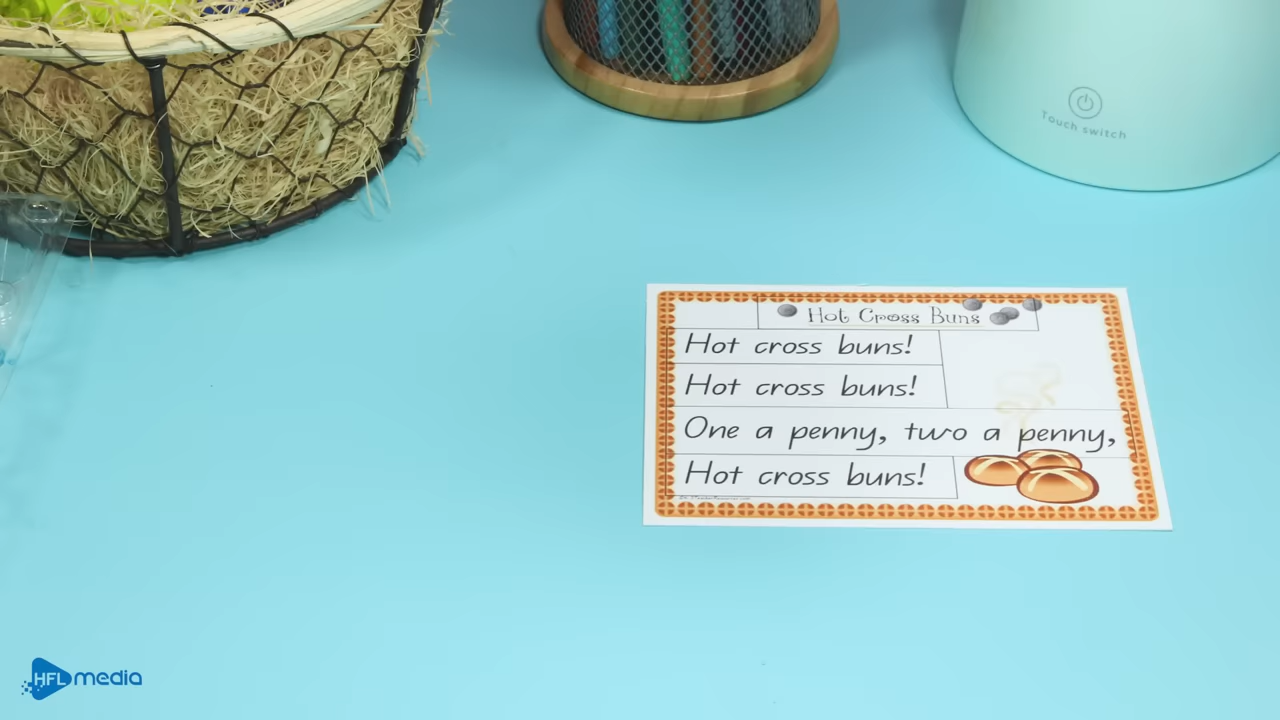 Touch switch
Hot Cross Buns
Hot cross buns!
Hot cross buns!
One a penny, two a penny,
Hot cross buns!
HFL media